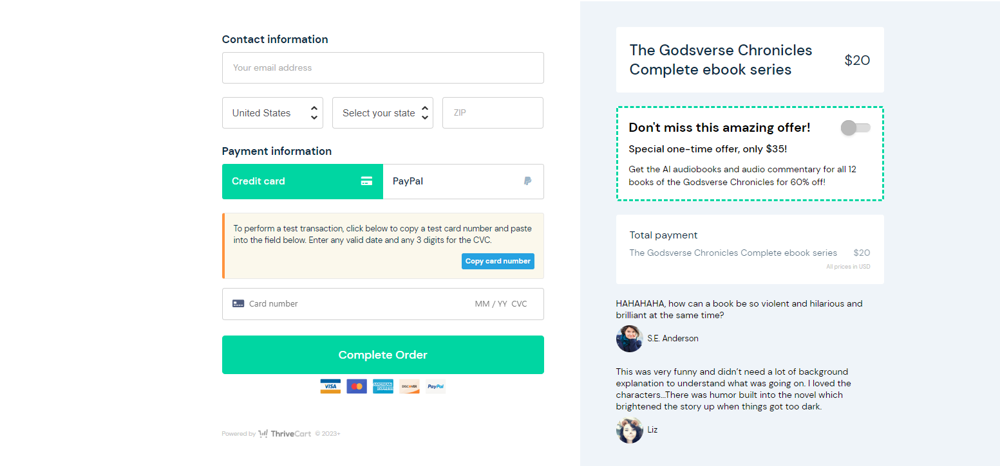 Contact information
Your email address
United States
Select your state
ZIP
Payment information
Credit card
PayPal
To perform a test transaction, click below to copy a test card number and paste
into the field below. Enter any valid date and any 3 digits for the CVC.
Copy card number
Card number
MM / YY CVC
Complete Order
VISA
AMERICAN
EXPRESS
DISCOVER
PayPal
Powered by ThriveCart © 2023+
The Godsverse Chronicles
Complete ebook series
$20
Don't miss this amazing offer!
Special one-time offer, only $35!
Get the AI audiobooks and audio commentary for all 12
books of the Godsverse Chronicles for 60% off!
Total payment
The Godsverse Chronicles Complete ebook series $20
All prices in USD
HAHAHAHA, how can a book be so violent and hilarious and
brilliant at the same time?
S.E. Anderson
This was very funny and didn’t need a lot of background
explanation to understand what was going on. I loved the
characters...There was humor built into the novel which
brightened the story up when things got too dark.
Liz